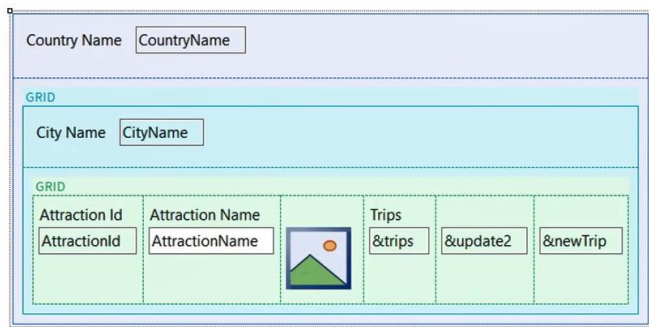 Country Name CountryName
GRID
City Name CityName
GRID
Attraction Id Attraction Name Trips
AttractionId AttractionName &trips &update2 &newTrip